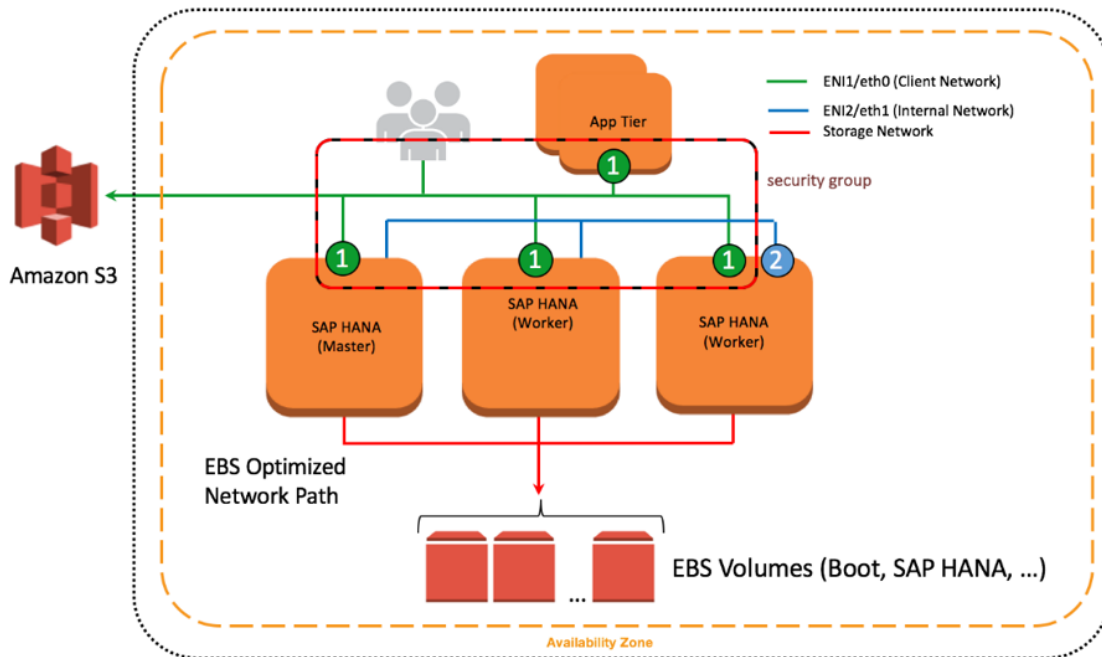 ENI1/eth0 (Client Network)
ENI2/eth1 (Internal Network)
Storage Network
App Tier
1
security group
Amazon S3
1
1
1
2
SAP HANA
(Master)
SAP HANA
(Worker)
SAP HANA
(Worker)
EBS Optimized
Network Path
...
EBS Volumes (Boot, SAP HANA, ...)
Availability Zone